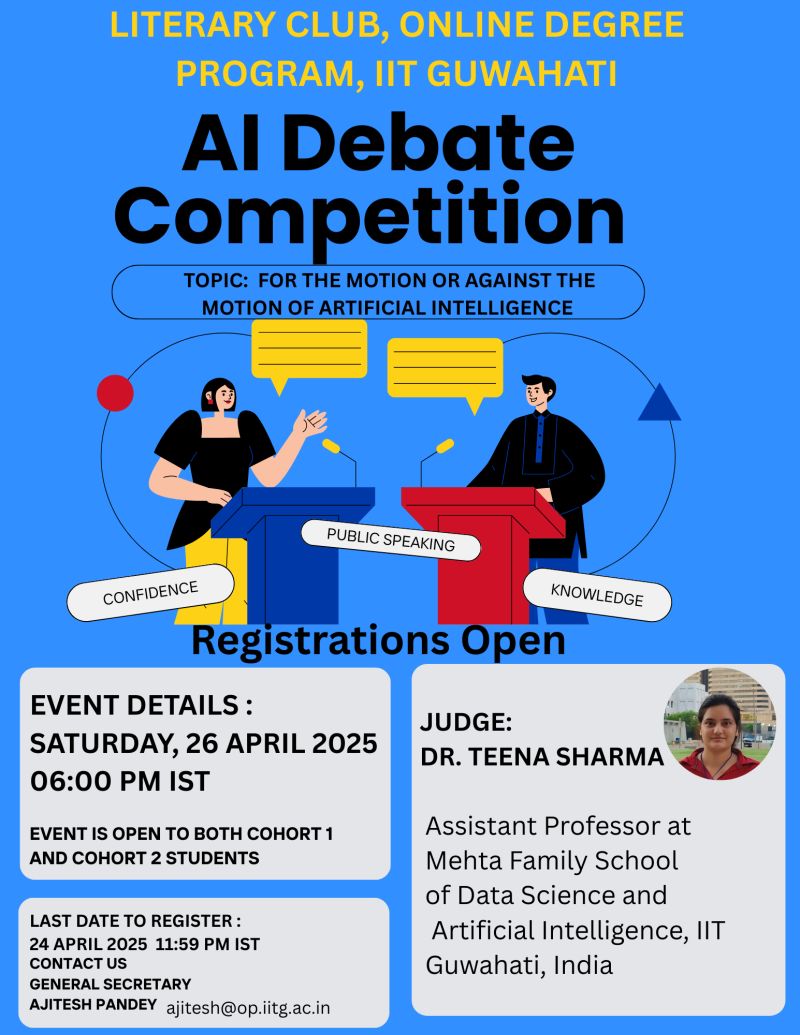 LITERARY CLUB, ONLINE DEGREE
PROGRAM, IIT GUWAHATI
AI Debate
Competition
TOPIC: FOR THE MOTION OR AGAINST THE
MOTION OF ARTIFICIAL INTELLIGENCE
PUBLIC SPEAKING
CONFIDENCE
KNOWLEDGE
Registrations Open
EVENT DETAILS :
SATURDAY, 26 APRIL 2025
06:00 PM IST
EVENT IS OPEN TO BOTH COHORT 1
AND COHORT 2 STUDENTS
LAST DATE TO REGISTER :
24 APRIL 2025 11:59 PM IST
CONTACT US
GENERAL SECRETARY
AJITESH PANDEY ajitesh@op.iitg.ac.in
JUDGE:
DR. TEENA SHARMA
Assistant Professor at
Mehta Family School
of Data Science and
Artificial Intelligence, IIT
Guwahati, India